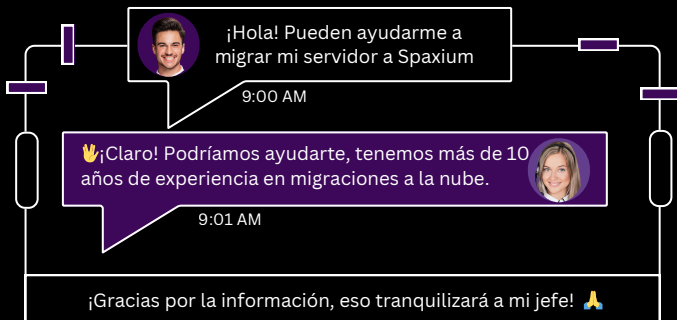 ¡Hola! Pueden ayudarme a
migrar mi servidor a Spaxium
9:00 AM
🖖¡Claro! Podríamos ayudarte, tenemos más de 10
años de experiencia en migraciones a la nube.
9:01 AM
¡Gracias por la información, eso tranquilizará a mi jefe! 🙏